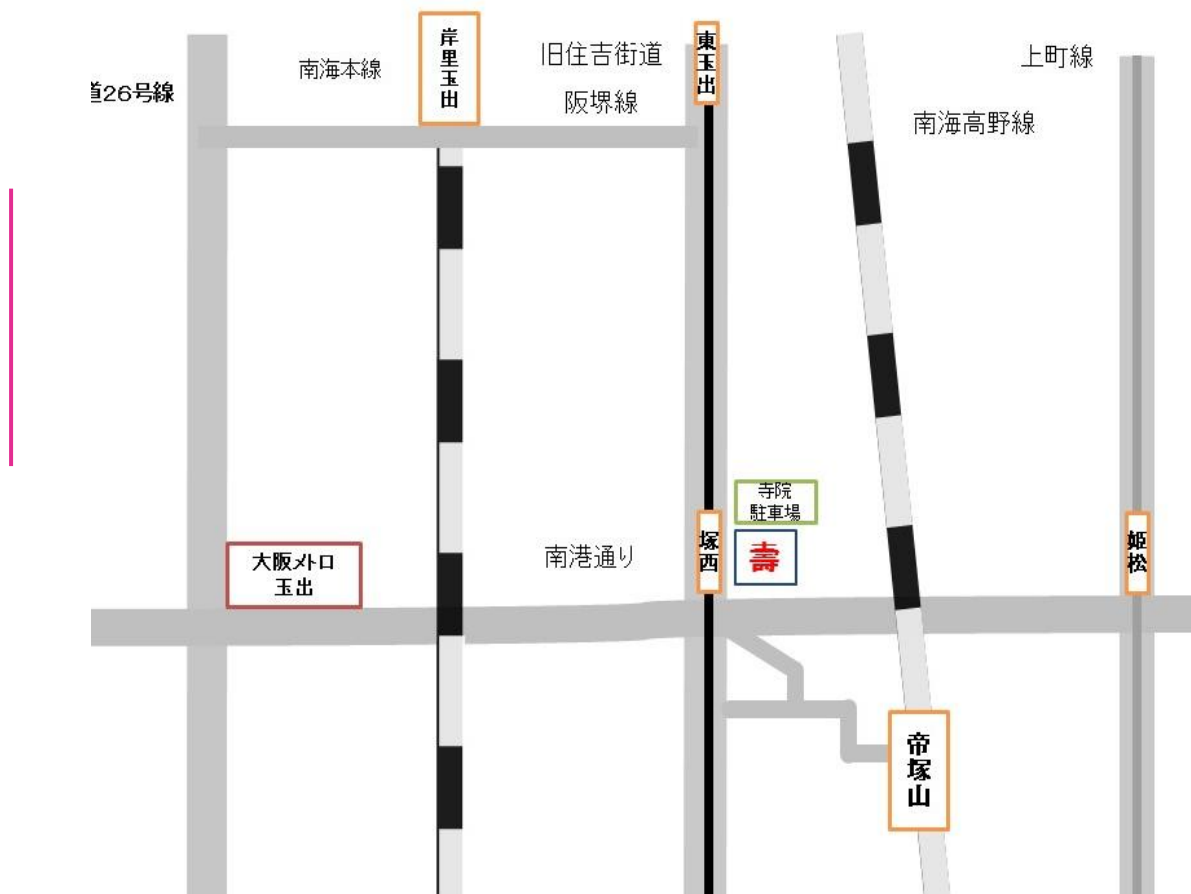 岸里玉出
東玉出
旧住吉街道
上町線
南海本線
道26号線
阪堺線
南海高野線
寺院
駐車場
塚西
姫松
大阪メトロ
玉出
南港通り
壽
帝塚山